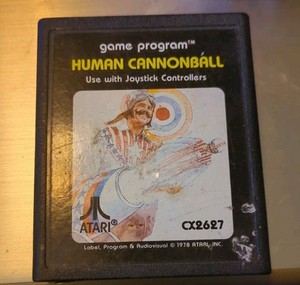 game program™
HUMAN CANNONBALL
Use with Joystick Controllers
ATARI®
CX2627
Label, Program & Audiovisual © 1978 ATARI, INC.